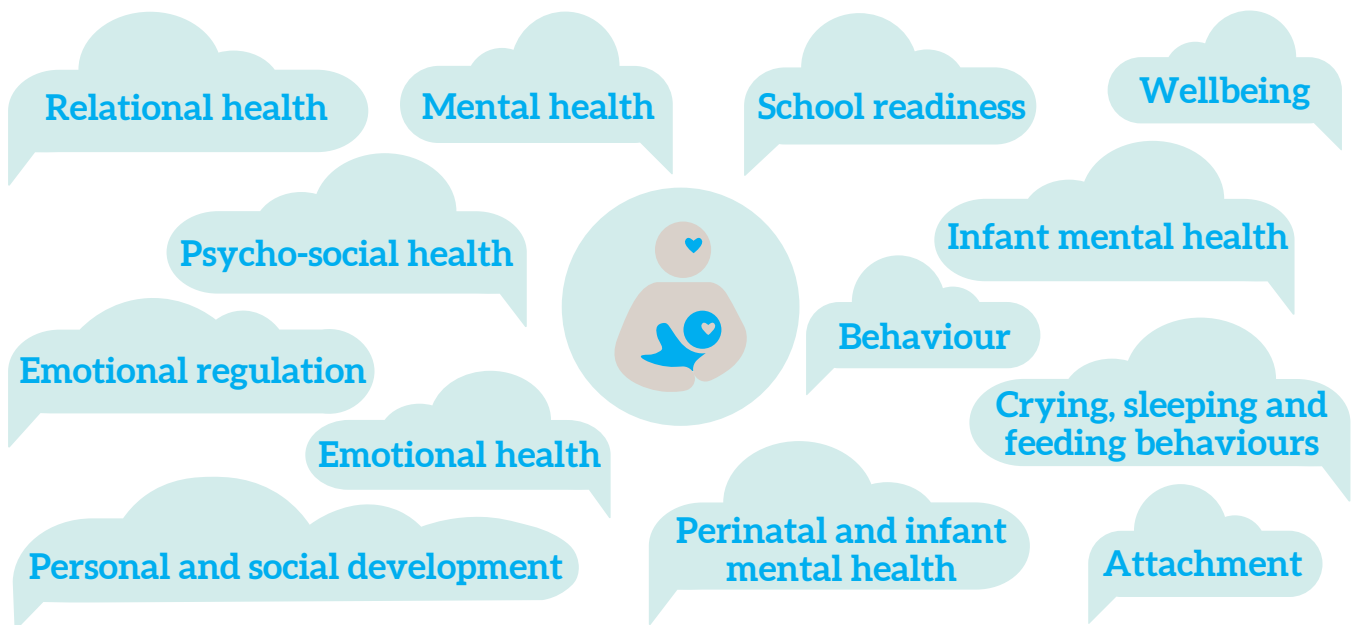 Relational health
Mental health
School readiness
Wellbeing
Psycho-social health
Infant mental health
Behaviour
Emotional regulation
Crying, sleeping and
feeding behaviours
Emotional health
Perinatal and infant
mental health
Personal and social development
Attachment